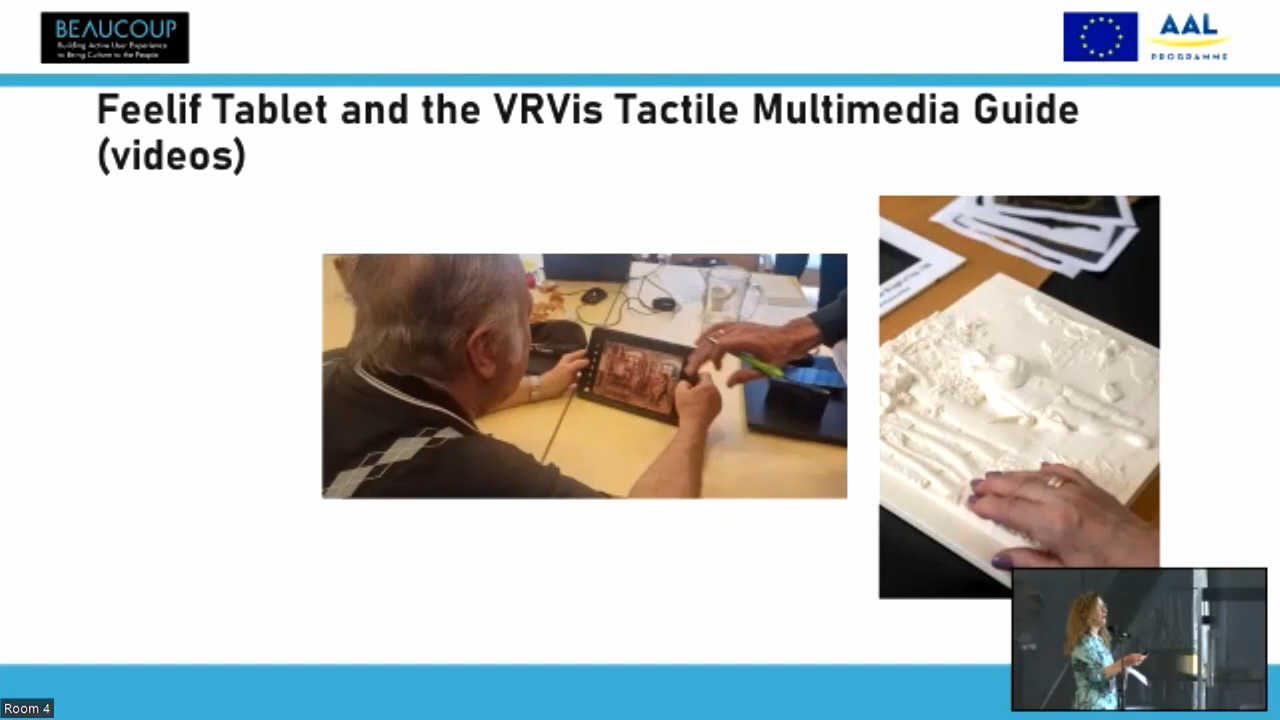 BEAUCOUP
Building Active User Experience
to Bring Culture to the People
AAL
PROGRAMME
Feelif Tablet and the VRVis Tactile Multimedia Guide
(videos)
Room 4